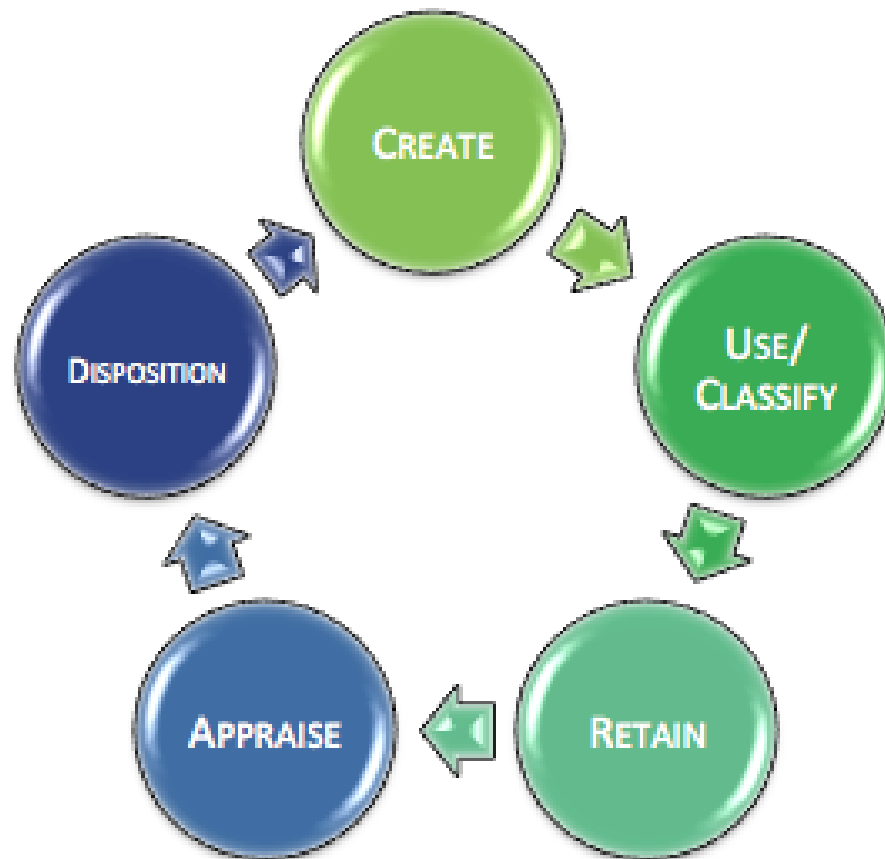 CREATE
USE/
CLASSIFY
RETAIN
APPRAISE
DISPOSITION